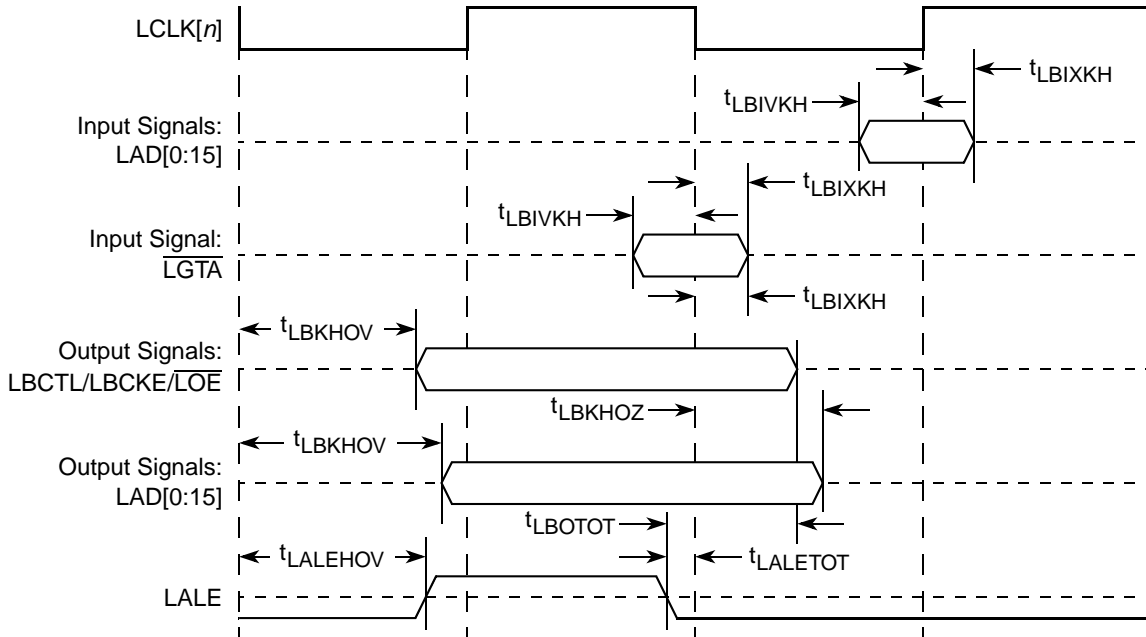 LCLK[n]
tLBIXKH
tLBIVKH
Input Signals:
LAD[0:15]
tLBIXKH
tLBIVKH
Input Signal:
LGTA
tLBIXKH
tLBKHOV
Output Signals:
LBCTL/LBCKE/LOE
tLBKHOZ
tLBKHOV
Output Signals:
LAD[0:15]
tLBOTOT
tLALEHOV
tLALETOT
LALE